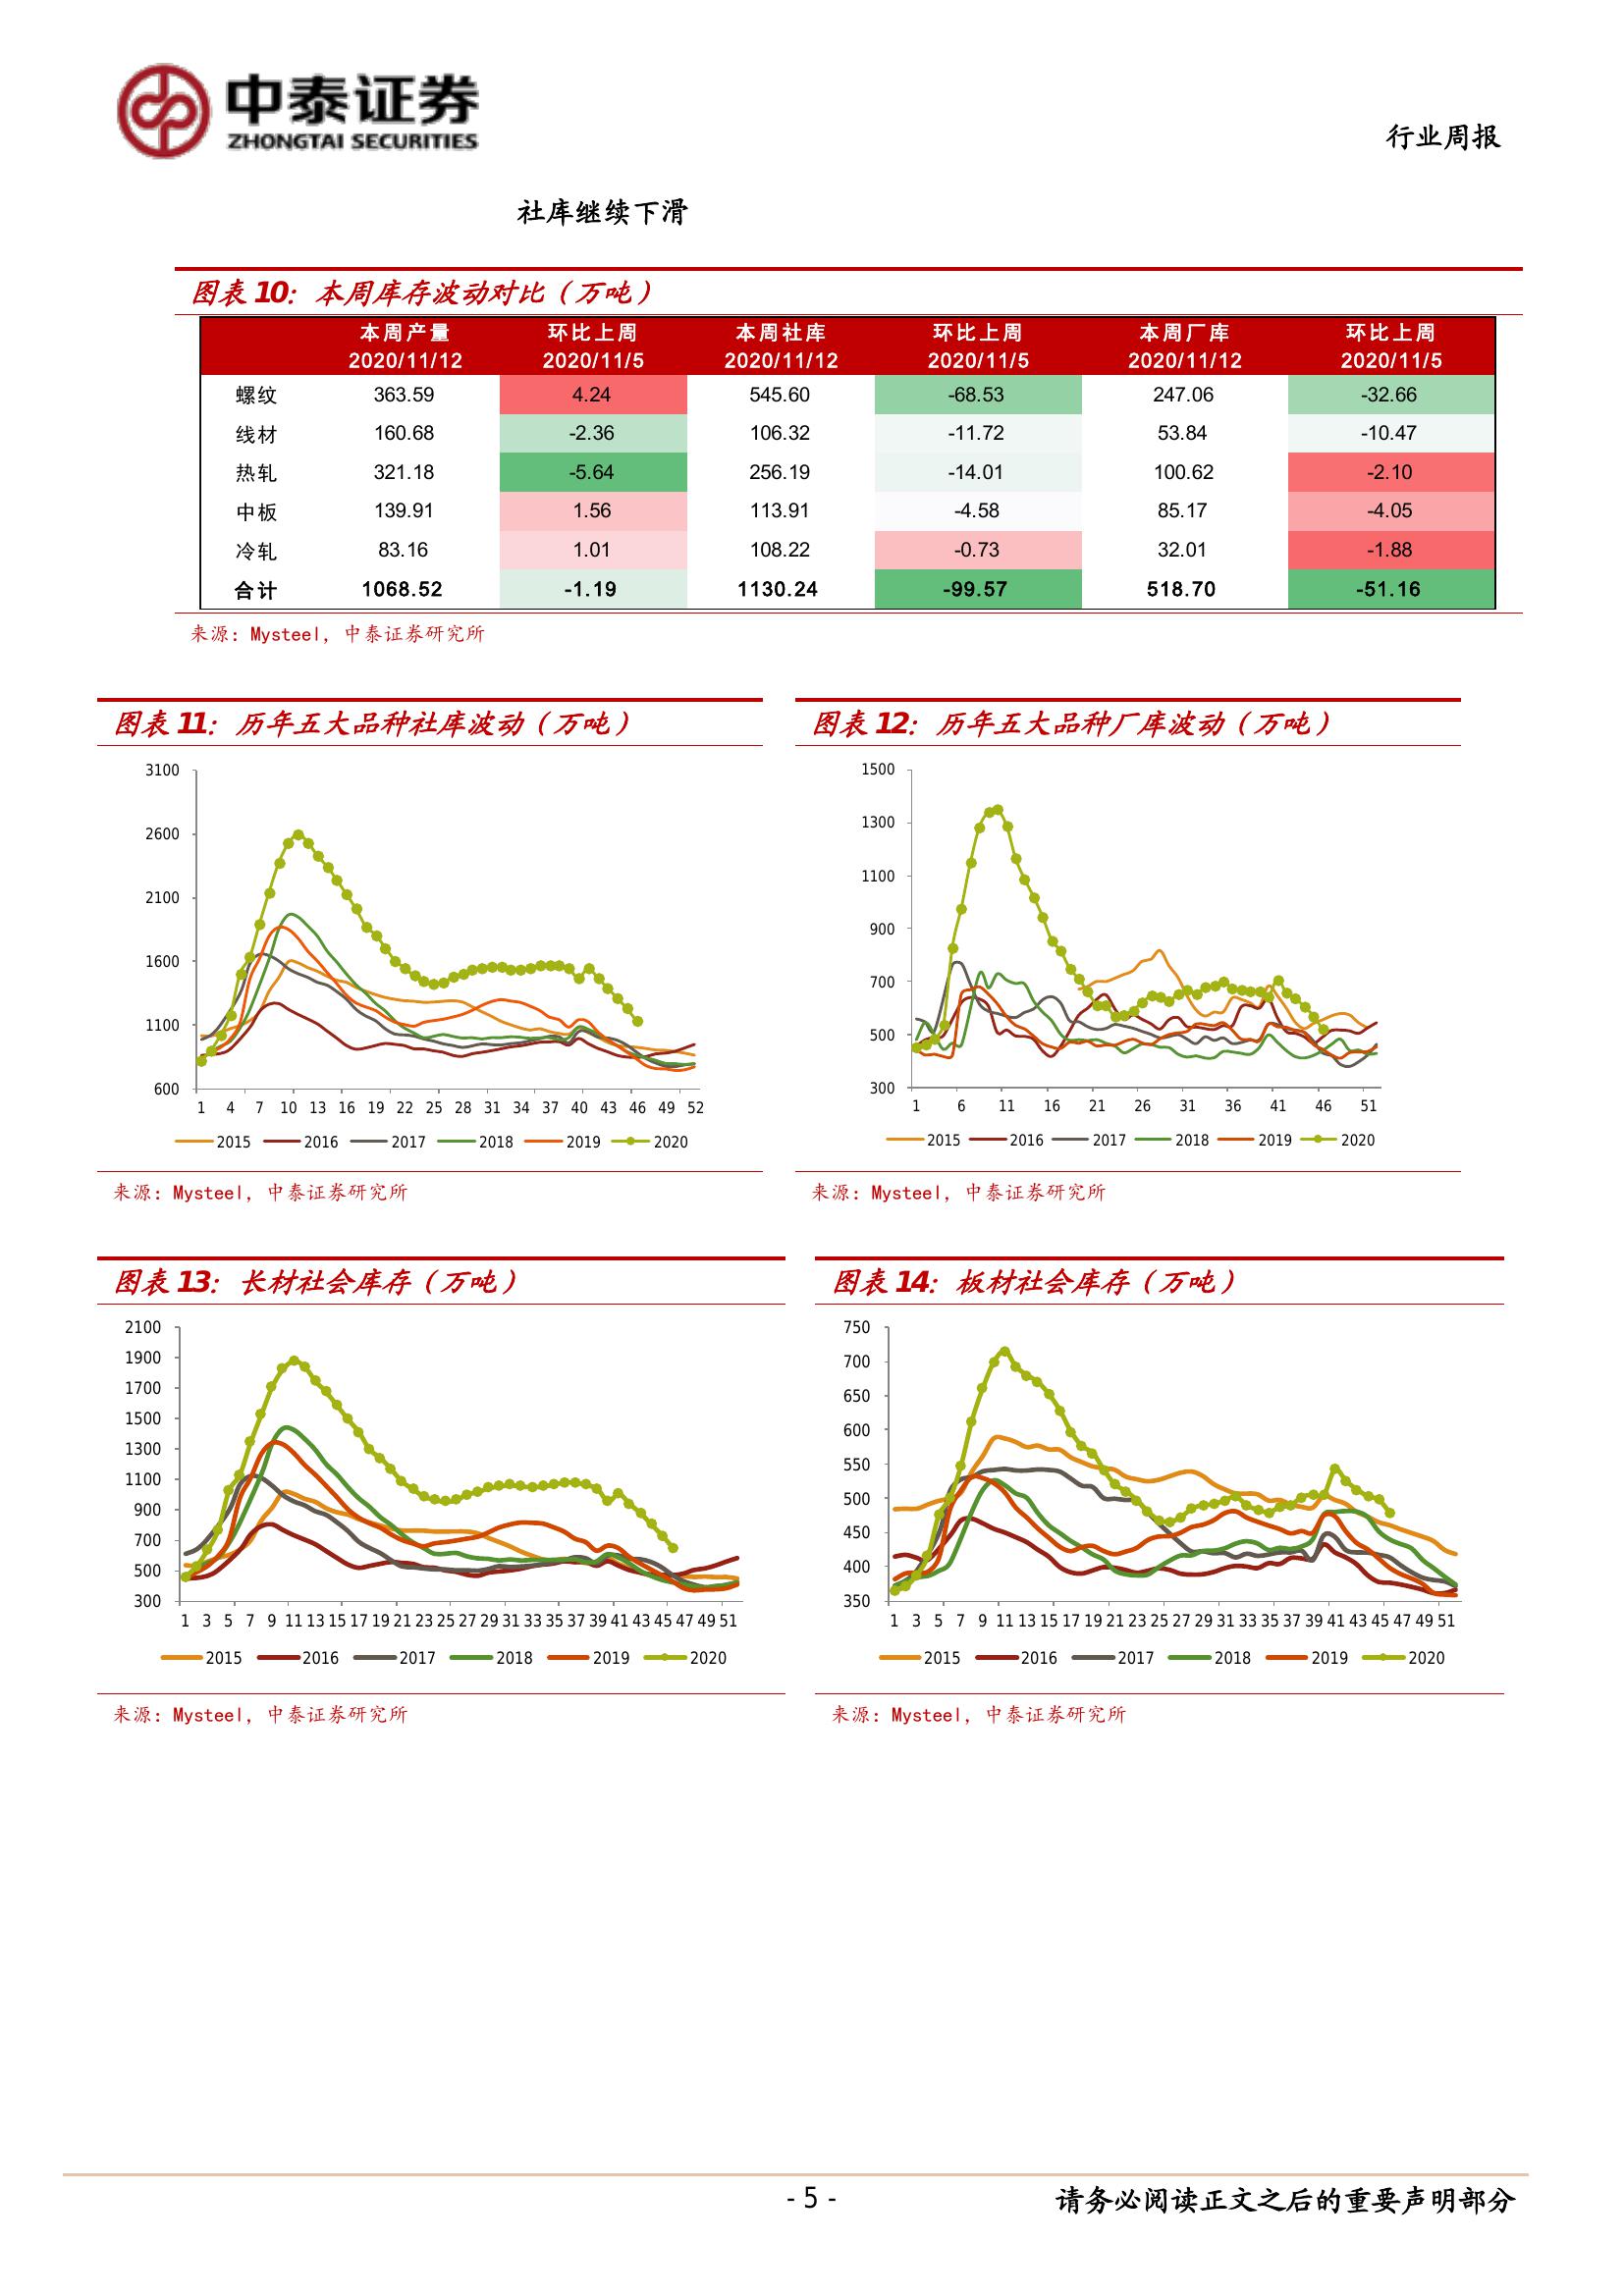 中泰证券
ZHONGTAI SECURITIES
行业周报
社库继续下滑
图表10：本周库存波动对比（万吨）
本周产量 环比上周 本周社库 环比上周 本周厂库 环比上周
2020/11/12 2020/11/5 2020/11/12 2020/11/5 2020/11/12 2020/11/5
螺纹 363.59 4.24 545.60 -68.53 247.06 -32.66
线材 160.68 -2.36 106.32 -11.72 53.84 -10.47
热轧 321.18 -5.64 256.19 -14.01 100.62 -2.10
中板 139.91 1.56 113.91 -4.58 85.17 -4.05
冷轧 83.16 1.01 108.22 -0.73 32.01 -1.88
合计 1068.52 -1.19 1130.24 -99.57 518.70 -51.16
来源：Mysteel，中泰证券研究所
图表11：历年五大品种社库波动（万吨）
3100
2600
2100
1600
1100
600
1 4 7 10 13 16 19 22 25 28 31 34 37 40 43 46 49 52
2015 2016 2017 2018 2019 2020
来源：Mysteel，中泰证券研究所
图表12：历年五大品种厂库波动（万吨）
1500
1300
1100
900
700
500
300
1 6 11 16 21 26 31 36 41 46 51
2015 2016 2017 2018 2019 2020
来源：Mysteel，中泰证券研究所
图表13：长材社会库存（万吨）
2100
1900
1700
1500
1300
1100
900
700
500
300
1 3 5 7 9 11 13 15 17 19 21 23 25 27 29 31 33 35 37 39 41 43 45 47 49 51
2015 2016 2017 2018 2019 2020
来源：Mysteel，中泰证券研究所
图表14：板材社会库存（万吨）
750
700
650
600
550
500
450
400
350
1 3 5 7 9 11 13 15 17 19 21 23 25 27 29 31 33 35 37 39 41 43 45 47 49 51
2015 2016 2017 2018 2019 2020
来源：Mysteel，中泰证券研究所
- 5 -
请务必阅读正文之后的重要声明部分